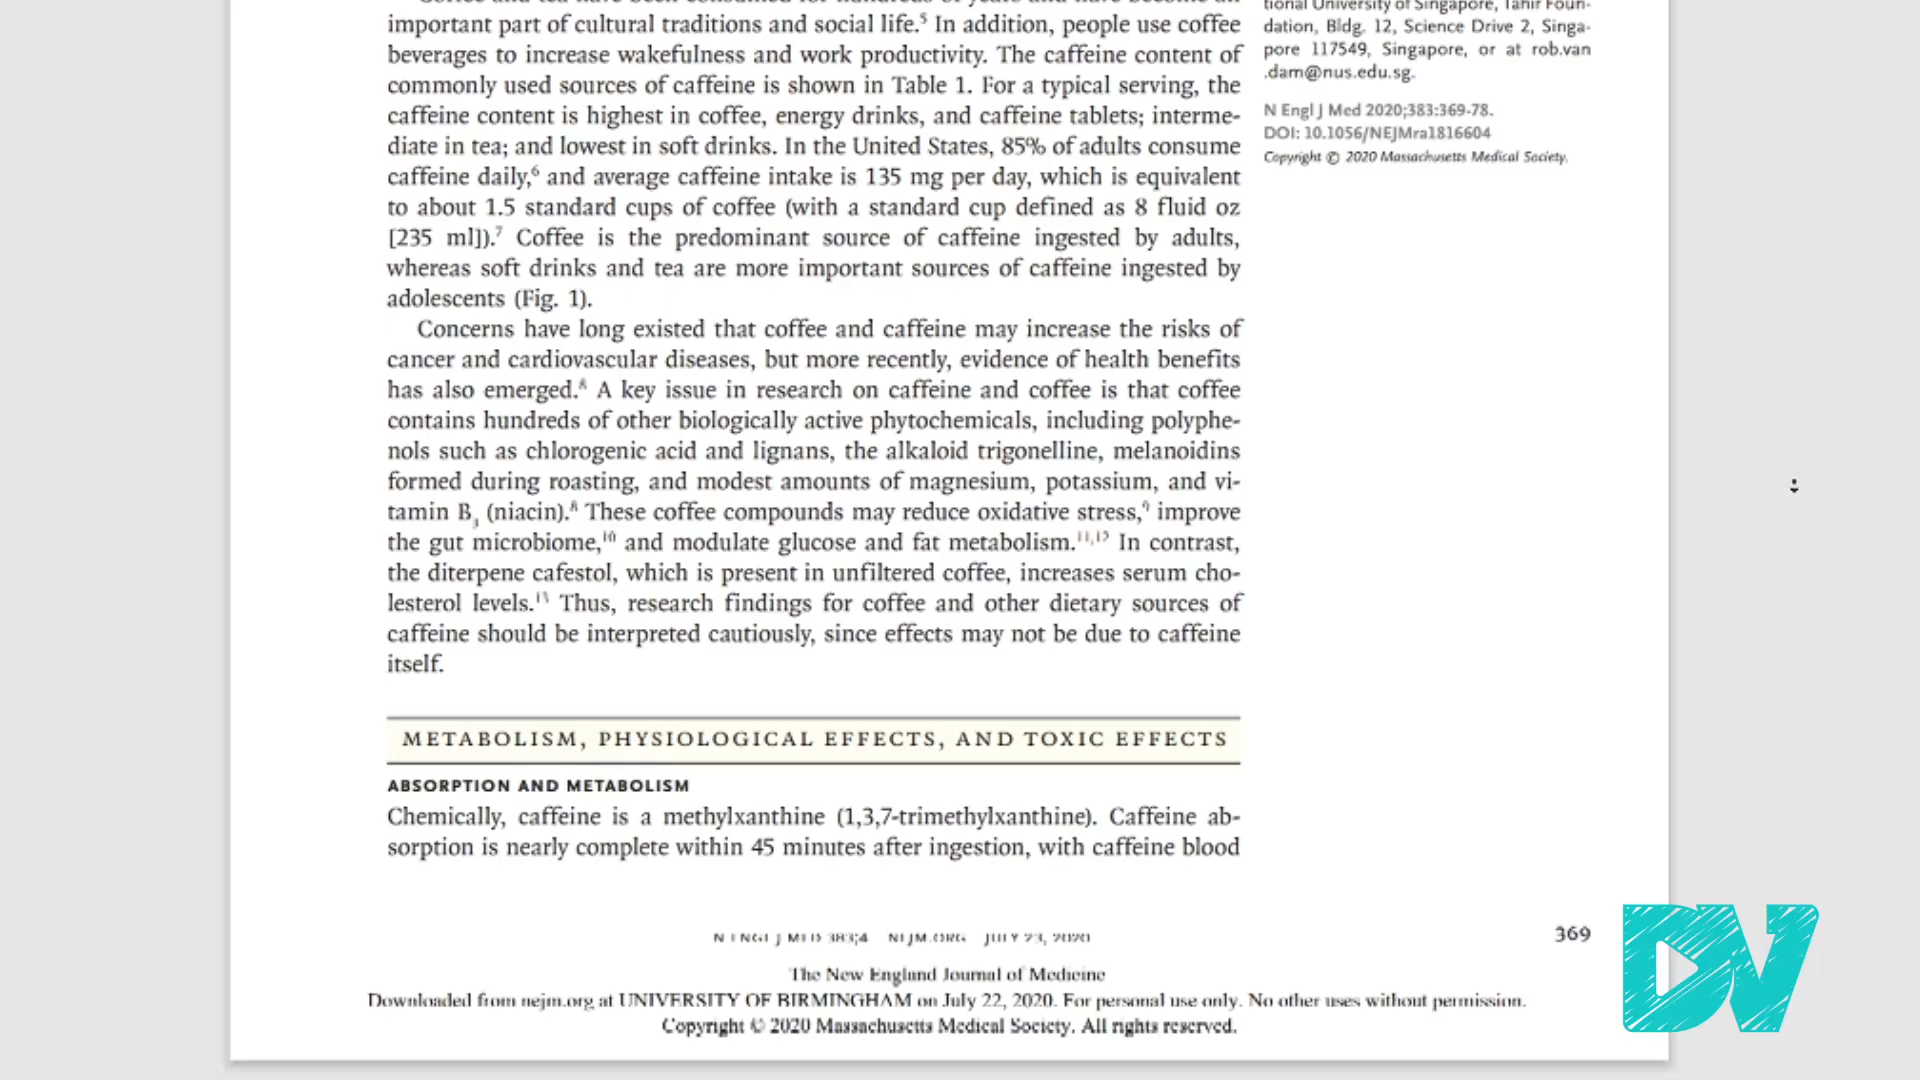 important part of cultural traditions and social life.5 In addition, people use coffee
beverages to increase wakefulness and work productivity. The caffeine content of
commonly used sources of caffeine is shown in Table 1. For a typical serving, the
caffeine content is highest in coffee, energy drinks, and caffeine tablets; interme-
diate in tea; and lowest in soft drinks. In the United States, 85% of adults consume
caffeine daily,6 and average caffeine intake is 135 mg per day, which is equivalent
to about 1.5 standard cups of coffee (with a standard cup defined as 8 fluid oz
[235 ml]).7 Coffee is the predominant source of caffeine ingested by adults,
whereas soft drinks and tea are more important sources of caffeine ingested by
adolescents (Fig. 1).
Concerns have long existed that coffee and caffeine may increase the risks of
cancer and cardiovascular diseases, but more recently, evidence of health benefits
has also emerged.8 A key issue in research on caffeine and coffee is that coffee
contains hundreds of other biologically active phytochemicals, including polyphe-
nols such as chlorogenic acid and lignans, the alkaloid trigonelline, melanoidins
formed during roasting, and modest amounts of magnesium, potassium, and vi-
tamin B3 (niacin).8 These coffee compounds may reduce oxidative stress,9 improve
the gut microbiome,10 and modulate glucose and fat metabolism.11,12 In contrast,
the diterpene cafestol, which is present in unfiltered coffee, increases serum cho-
lesterol levels.13 Thus, research findings for coffee and other dietary sources of
caffeine should be interpreted cautiously, since effects may not be due to caffeine
itself.
METABOLISM, PHYSIOLOGICAL EFFECTS, AND TOXIC EFFECTS
ABSORPTION AND METABOLISM
Chemically, caffeine is a methylxanthine (1,3,7-trimethylxanthine). Caffeine ab-
sorption is nearly complete within 45 minutes after ingestion, with caffeine blood
tional University of Singapore, Tahir Foun-
dation, Bldg. 12, Science Drive 2, Singa-
pore 117549, Singapore, or at rob.van
.dam@nus.edu.sg.
N Engl J Med 2020;383:369-78.
DOI: 10.1056/NEJMra1816604
Copyright © 2020 Massachusetts Medical Society.
N ENGL J MED 383;4 NEJM.ORG JULY 23, 2020
369
The New England Journal of Medicine
Downloaded from nejm.org at UNIVERSITY OF BIRMINGHAM on July 22, 2020. For personal use only. No other uses without permission.
Copyright © 2020 Massachusetts Medical Society. All rights reserved.
DV